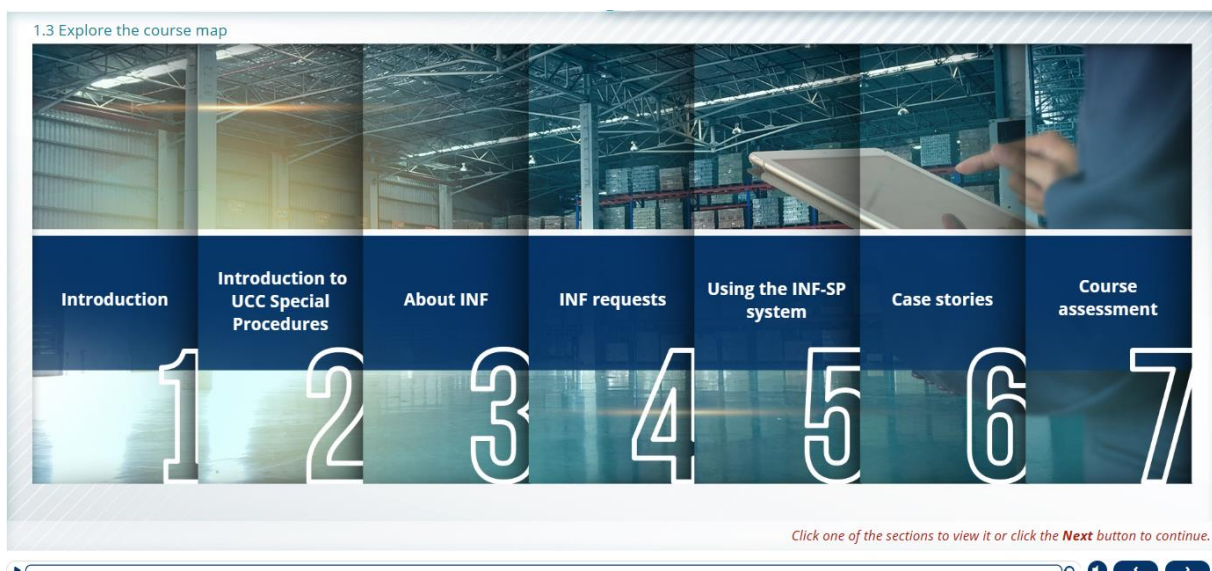 1.3 Explore the course map
Introduction
1
Introduction to
UCC Special
Procedures
2
About INF
3
INF requests
4
Using the INF-SP
system
5
Case stories
6
Course
assessment
7
Click one of the sections to view it or click the Next button to continue.